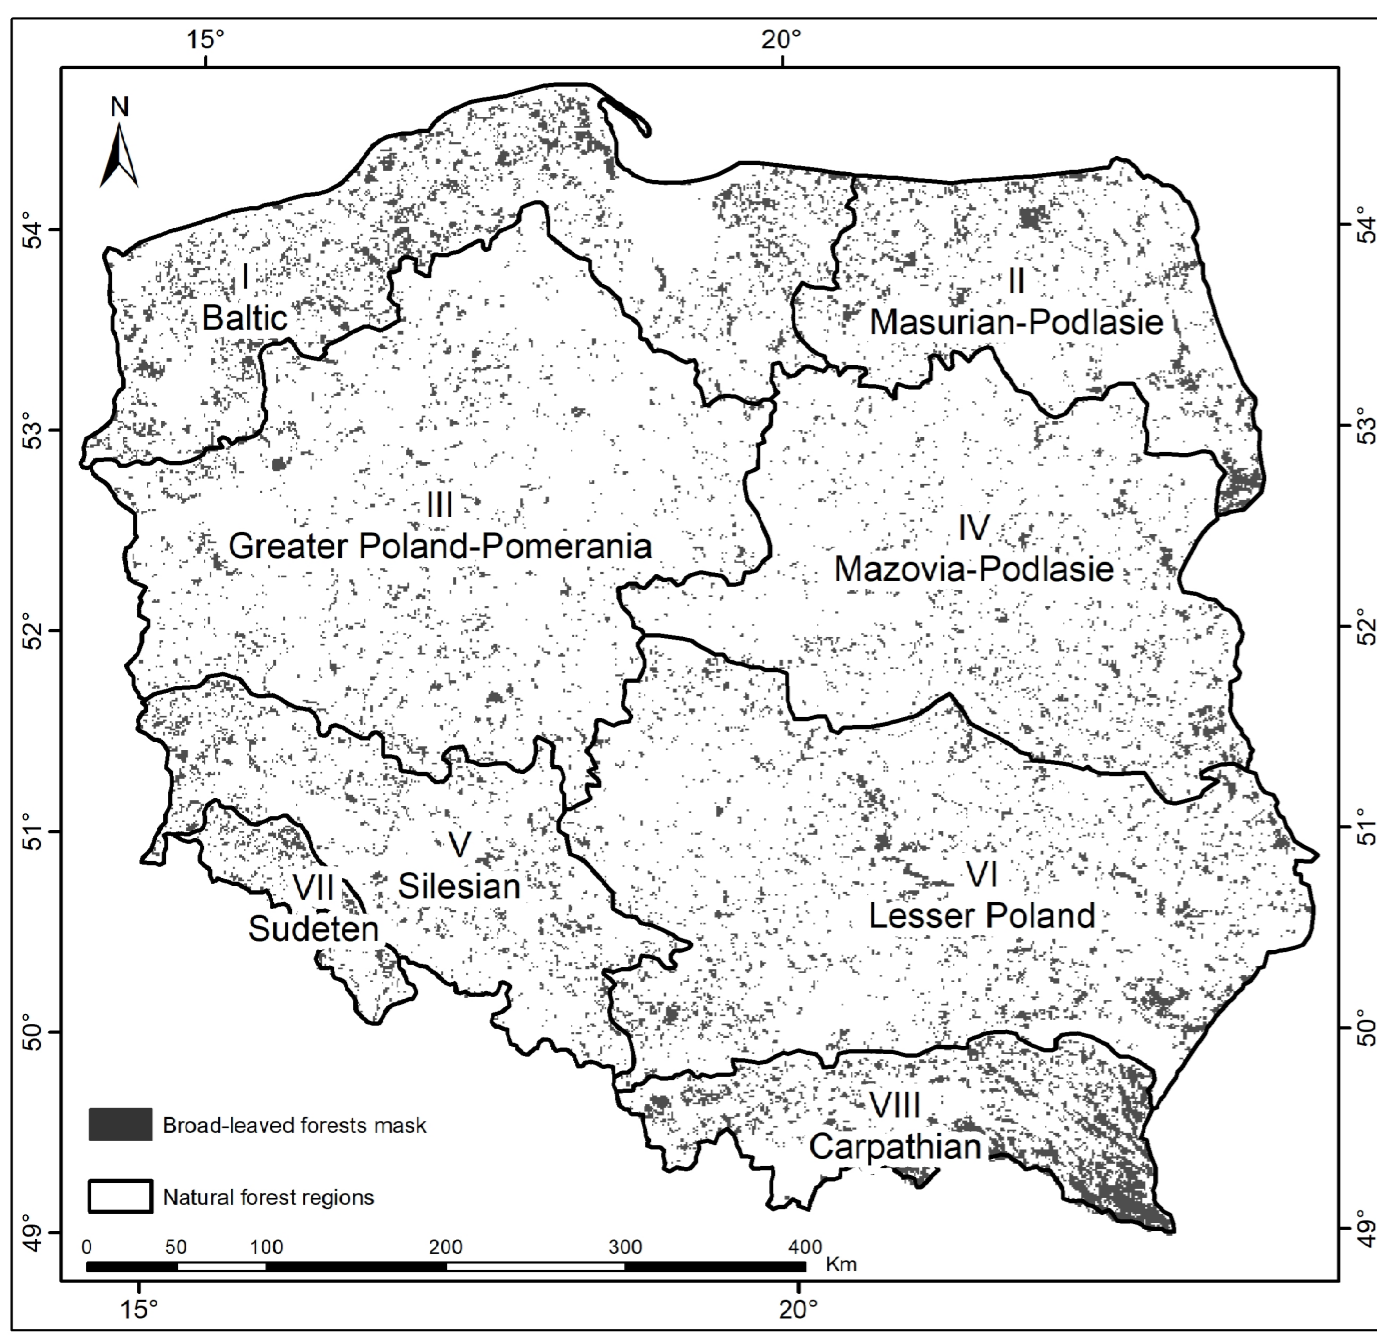 15° 20°
N
54° 54°
I
Baltic
II
Masurian-Podlasie
53° 53°
III
Greater Poland-Pomerania
IV
Mazovia-Podlasie
52° 52°
51° 51°
V
Silesian
VI
Lesser Poland
VII
Sudeten
50° 50°
VIII
Carpathian
Broad-leaved forests mask
Natural forest regions
49° 49°
0 50 100 200 300 400
Km
15° 20°